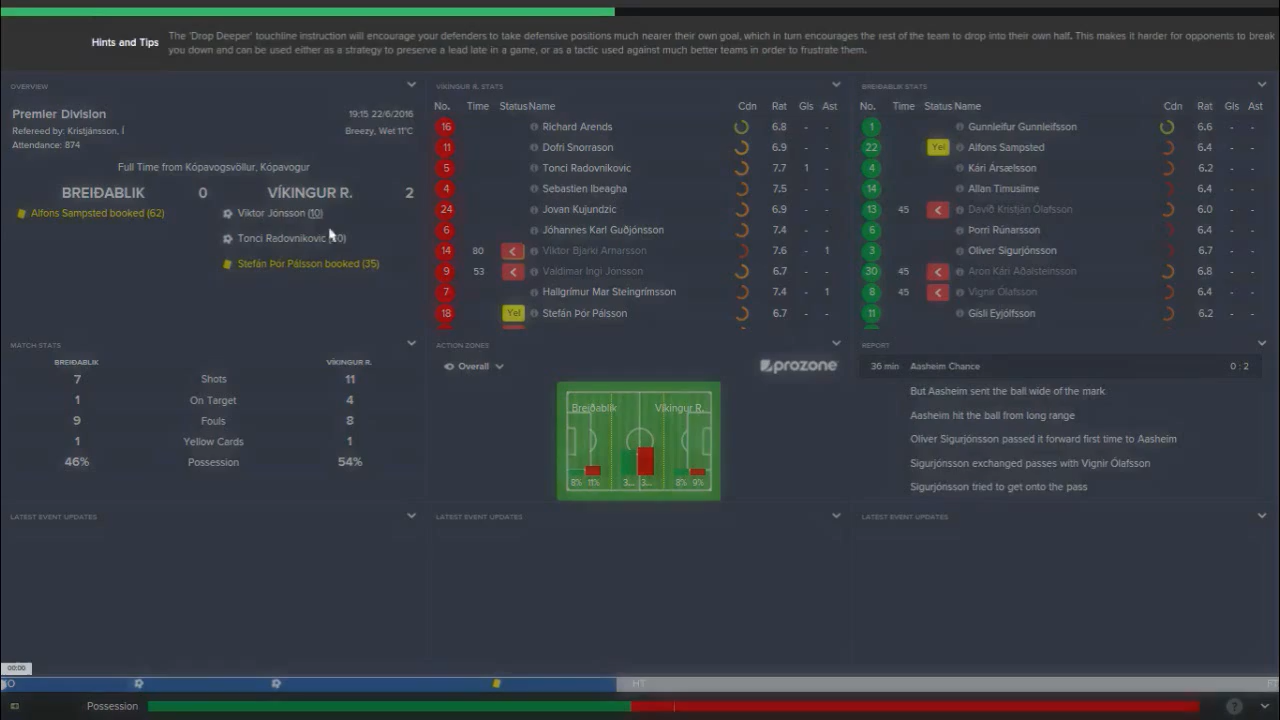 Hints and Tips
The 'Drop Deeper' touchline instruction will encourage your defenders to take defensive positions much nearer their own goal, which in turn encourages the rest of the team to drop into their own half. This makes it harder for opponents to break
you down and can be used either as a strategy to preserve a lead late in a game, or as a tactic used against much better teams in order to frustrate them.
OVERVIEW
Premier Division 19:15 22/6/2016
Refereed by: Kristjánsson, Í Breezy, Wet 11°C
Attendance: 874
Full Time from Kópavogsvöllur, Kópavogur
BREIÐABLIK 0 VÍKINGUR R. 2
Alfons Sampsted booked (62) Viktor Jónsson (10)
Tonci Radovnikovic
Stefán Þór Pálsson booked (35)
VÍKINGUR R. STATS
No. Time Status Name Cdn Rat Gls Ast
16 Richard Arends 6.8 - -
11 Dofri Snorrason 6.9 - -
5 Tonci Radovnikovic 7.7 1 -
4 Sebastien Ibeagha 7.5 - -
24 Jovan Kujundzic 6.9 - -
6 Jóhannes Karl Guðjónsson 7.4 - -
14 80 Viktor Bjarki Arnarsson 7.6 - 1
9 53 Valdimar Ingi Jónsson 6.7 - -
7 Hallgrímur Mar Steingrímsson 7.4 - 1
18 Yel Stefán Þór Pálsson 6.7 - -
BREIÐABLIK STATS
No. Time Status Name Cdn Rat Gls Ast
1 Gunnleifur Gunnleifsson 6.6 - -
22 Yel Alfons Sampsted 6.4 - -
4 Kári Ársælsson 6.2 - -
14 Allan Timusiime 6.4 - -
13 45 Davíð Kristján Ólafsson 6.0 - -
6 Þorri Rúnarsson 6.4 - -
3 Oliver Sigurjónsson 6.7 - -
30 45 Aron Kári Aðalsteinsson 6.8 - -
8 45 Vignir Ólafsson 6.4 - -
11 Gísli Eyjólfsson 6.2 - -
MATCH STATS
BREIÐABLIK VÍKINGUR R.
7 Shots 11
1 On Target 4
9 Fouls 8
1 Yellow Cards 1
46% Possession 54%
ACTION ZONES
Overall prozone
Breiðablik Víkingur R.
8% 11% 3... 3... 8% 9%
REPORT
36 min Aasheim Chance 0 : 2
But Aasheim sent the ball wide of the mark
Aasheim hit the ball from long range
Oliver Sigurjónsson passed it forward first time to Aasheim
Sigurjónsson exchanged passes with Vignir Ólafsson
Sigurjónsson tried to get onto the pass
LATEST EVENT UPDATES LATEST EVENT UPDATES LATEST EVENT UPDATES
00:00
HT
Possession